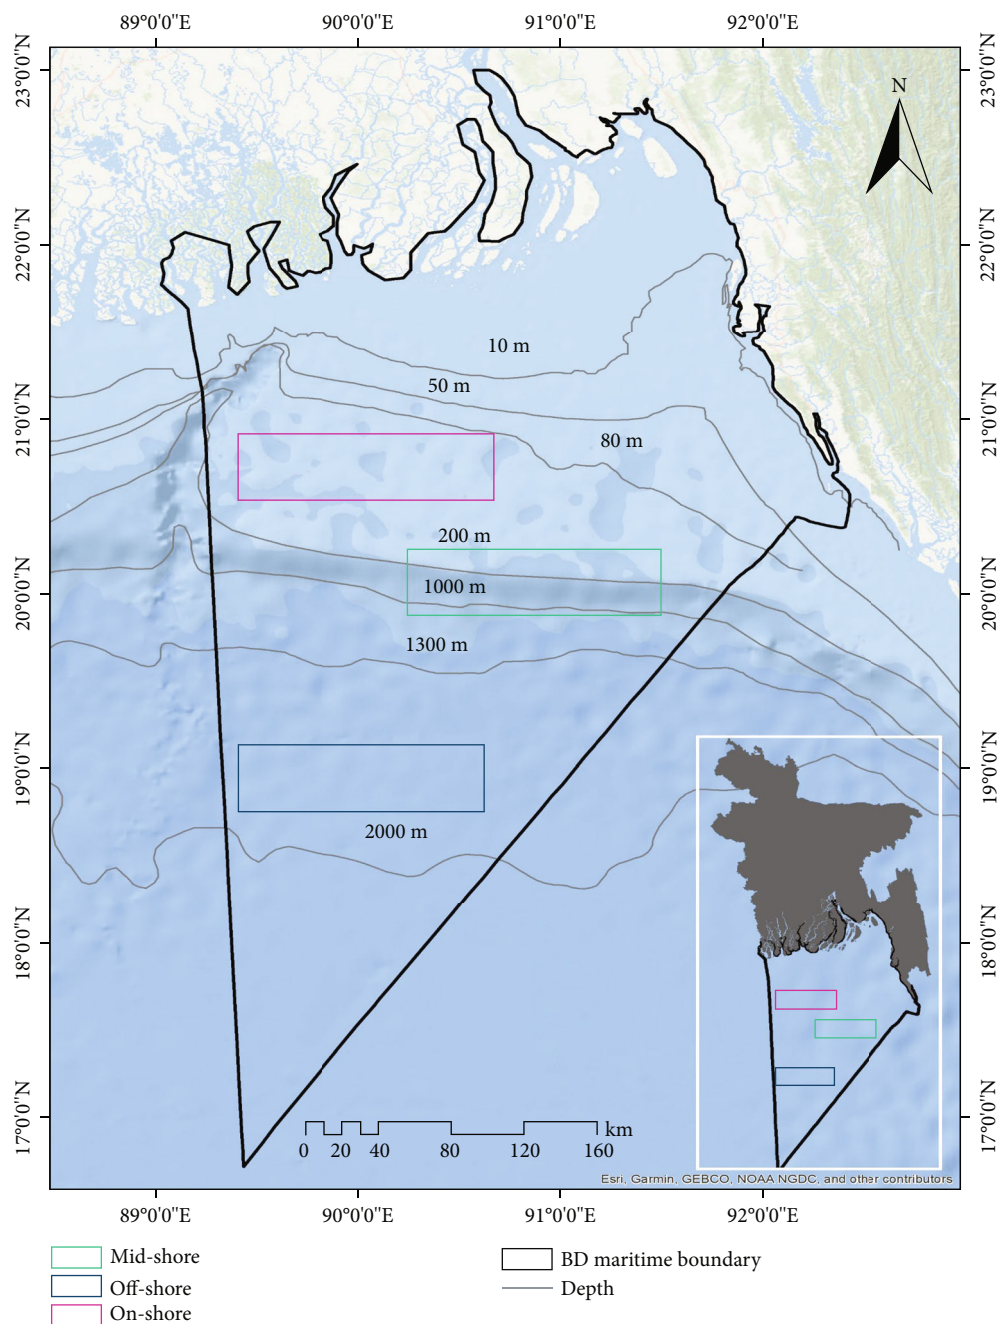 89°0'0"E 90°0'0"E 91°0'0"E 92°0'0"E
23°0'0"N 23°0'0"N
N
22°0'0"N 22°0'0"N
10 m
50 m
21°0'0"N 21°0'0"N
80 m
200 m
1000 m
20°0'0"N 20°0'0"N
1300 m
19°0'0"N 19°0'0"N
2000 m
18°0'0"N 18°0'0"N
17°0'0"N 17°0'0"N
km
0 20 40 80 120 160
Esri, Garmin, GEBCO, NOAA NGDC, and other contributors
89°0'0"E 90°0'0"E 91°0'0"E 92°0'0"E
Mid-shore
Off-shore
On-shore
BD maritime boundary
Depth